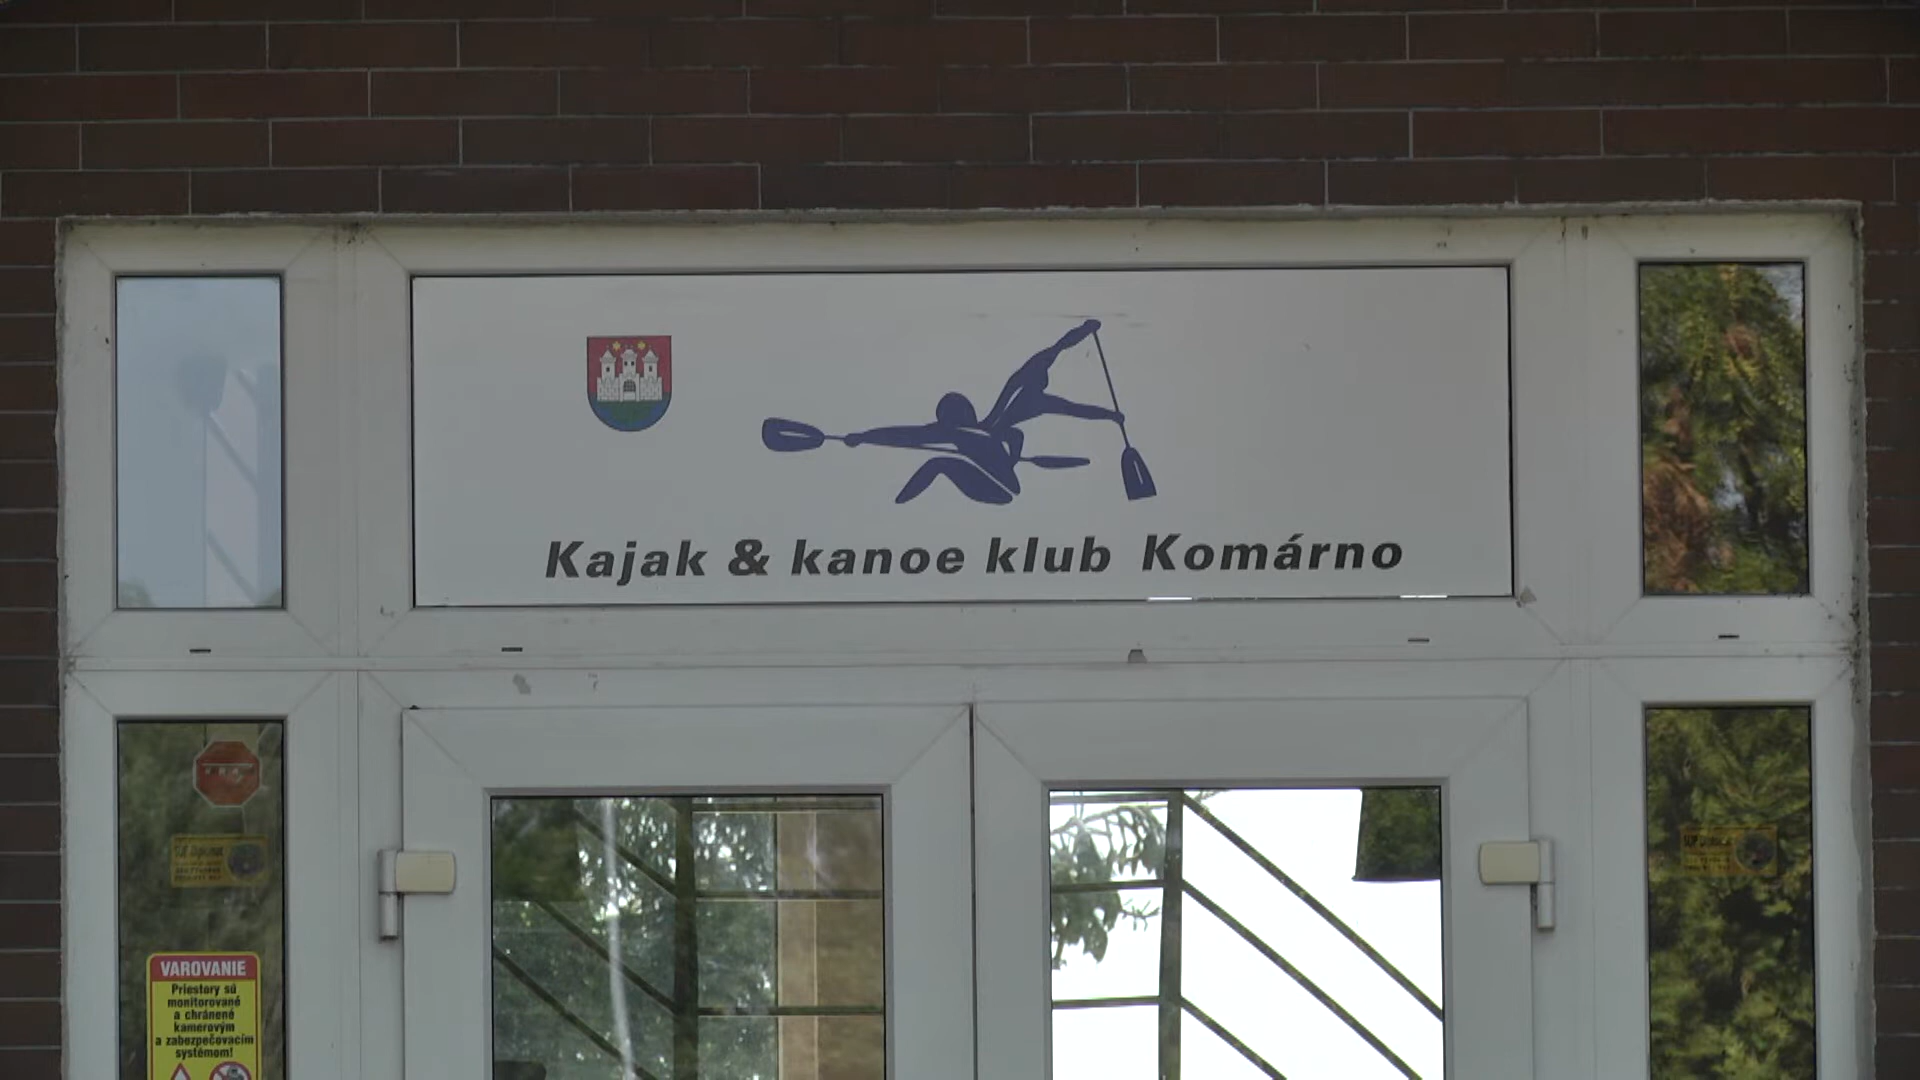 Kajak & kanoe klub Komárno
VAROVANIE
Priestory sú
monitorované
a chránené
kamerovým
a zabezpečovacím
systémom!